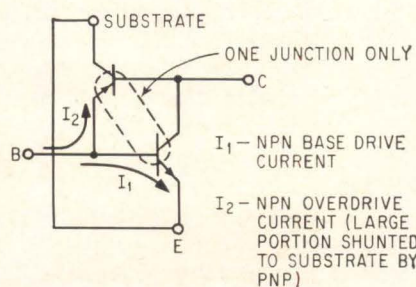 SUBSTRATE
ONE JUNCTION ONLY
C
I2
B
I1
E
I1 – NPN BASE DRIVE
CURRENT
I2 – NPN OVERDRIVE
CURRENT (LARGE
PORTION SHUNTED
TO SUBSTRATE BY
PNP)